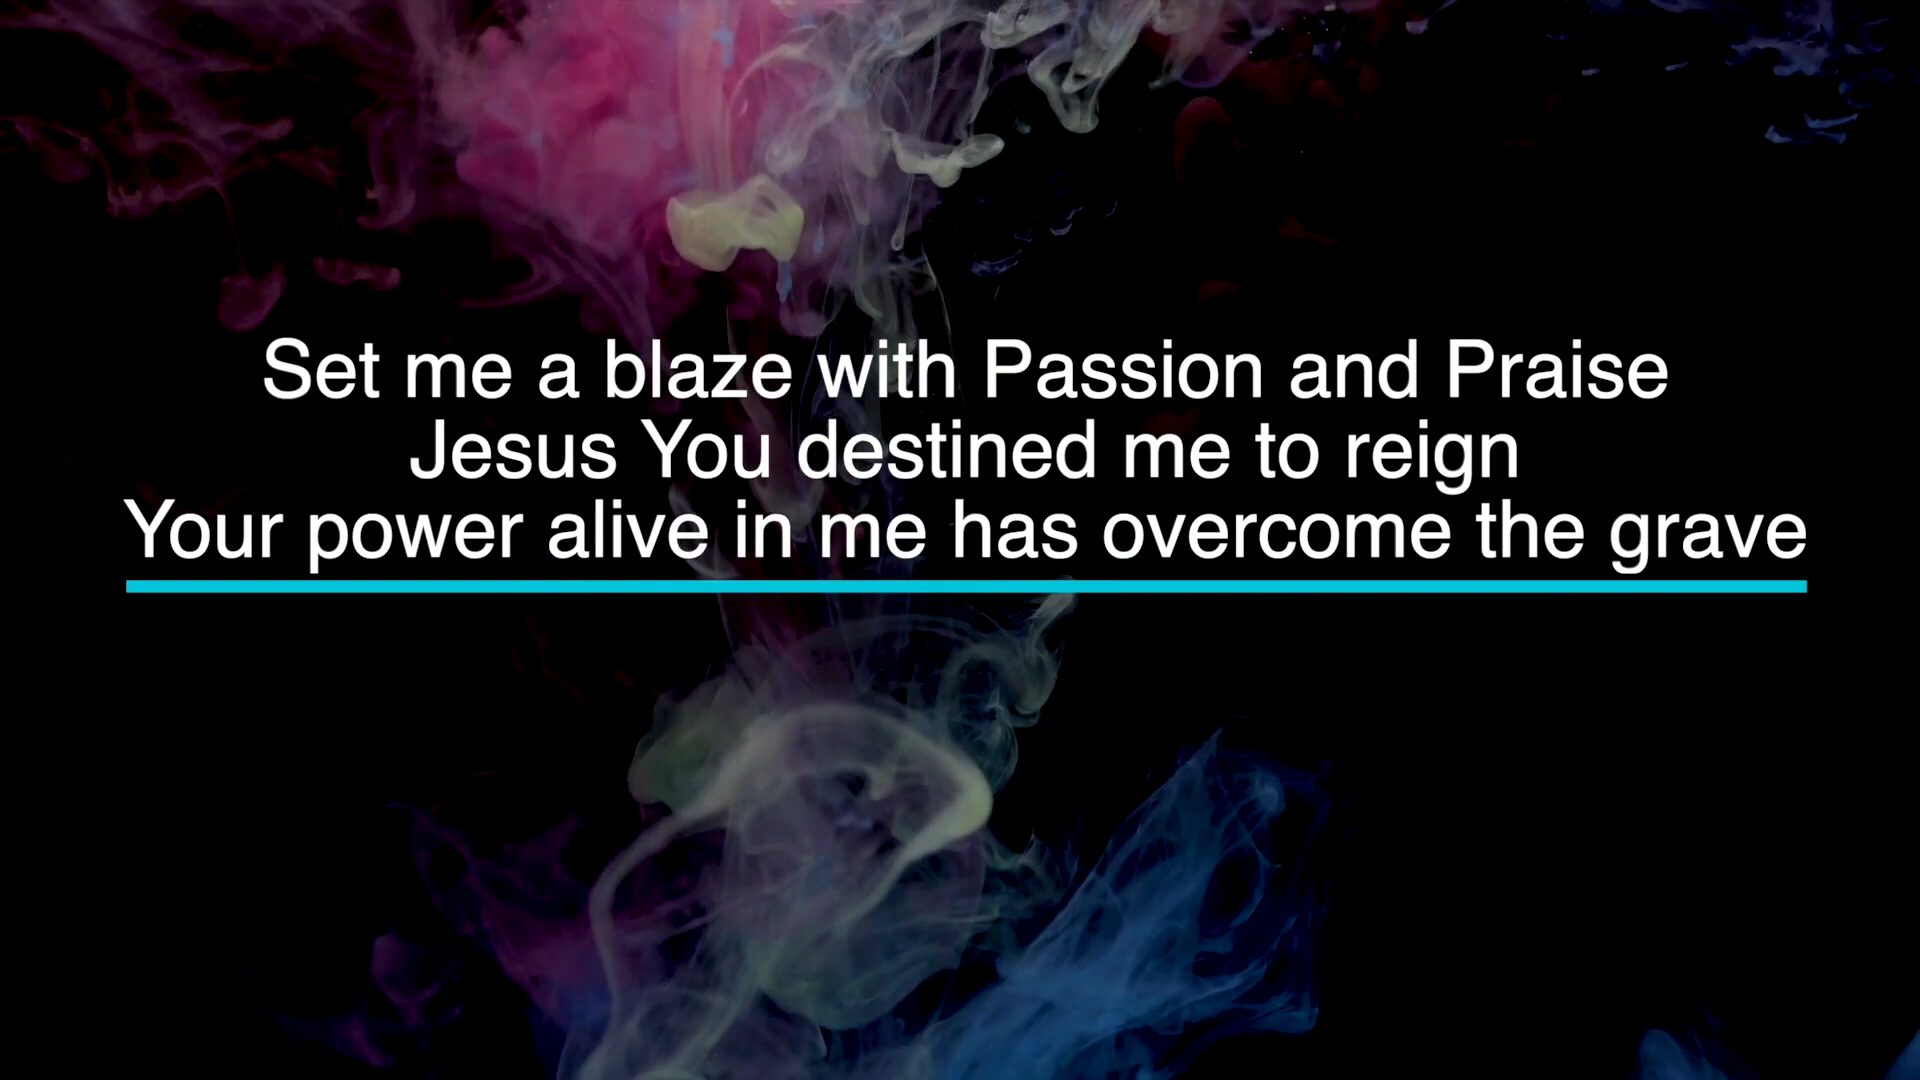 Set me a blaze with Passion and Praise
Jesus You destined me to reign
Your power alive in me has overcome the grave